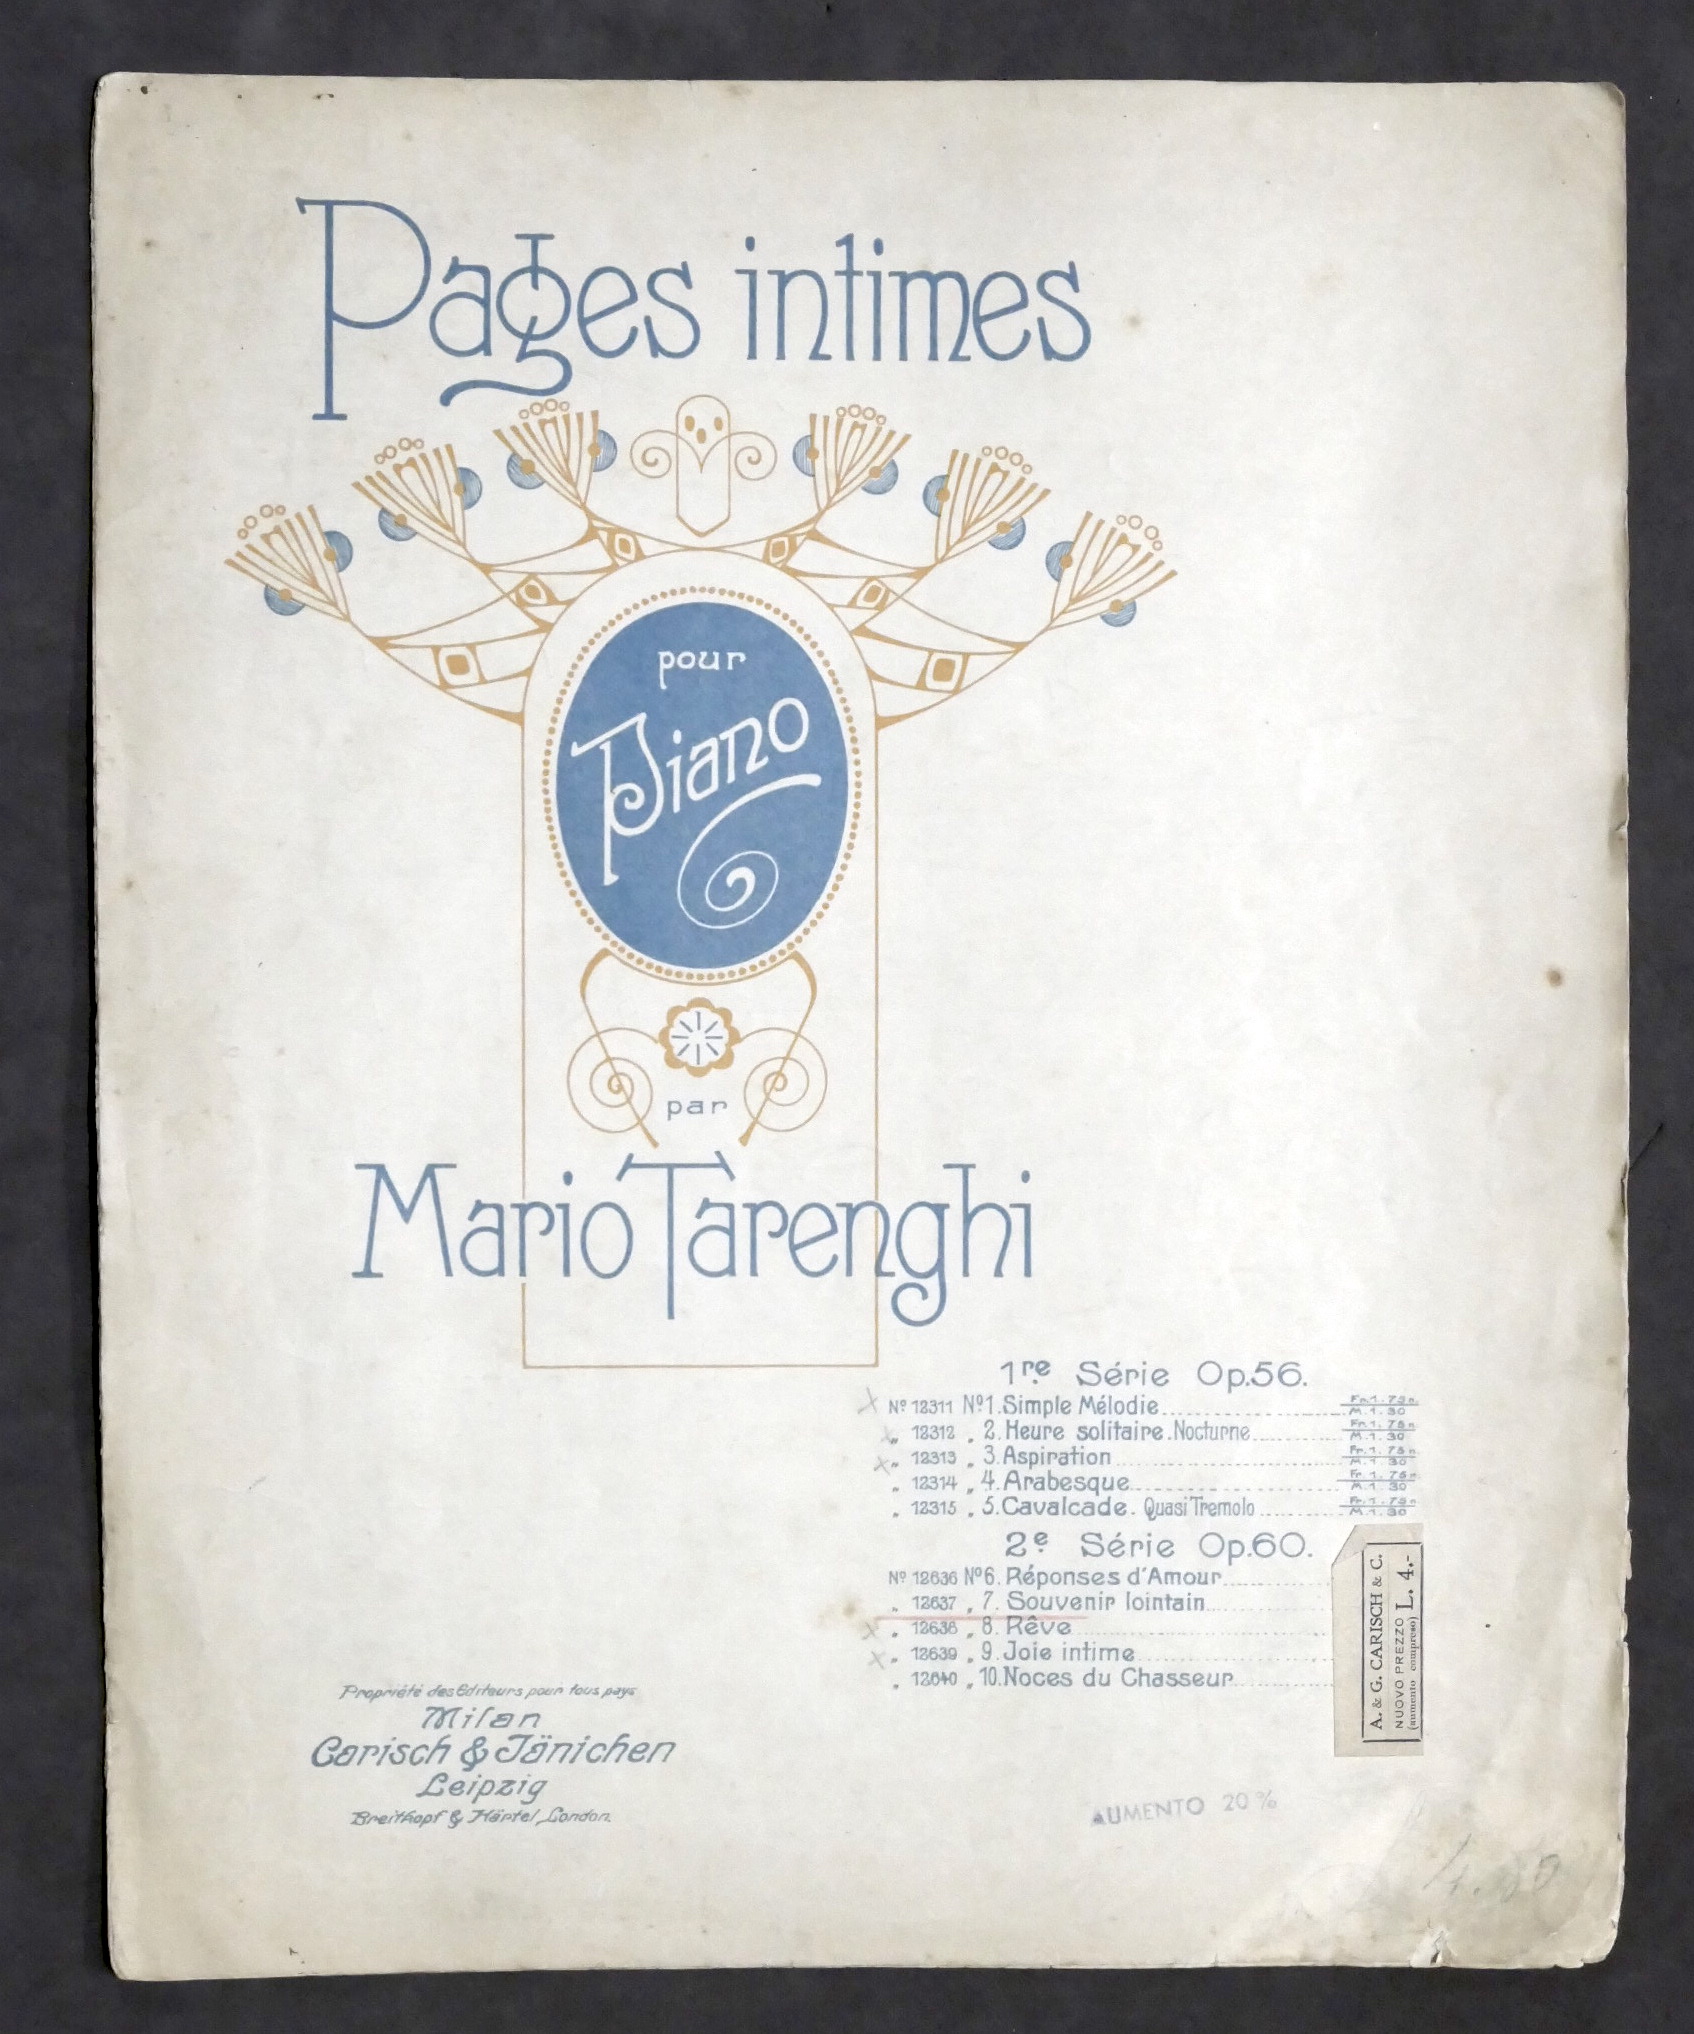 Pages intimes
pour
Piano
par
Mario Tarenghi
1re Série Op.56.
Nº 12311 Nº1. Simple Mélodie Fr. 1.75 n. M. 1.30
„ 12312 „ 2. Heure solitaire. Nocturne Fr. 1.75 n. M. 1.30
„ 12313 „ 3. Aspiration Fr. 1.75 n. M. 1.30
„ 12314 „ 4. Arabesque Fr. 1.75 n. M. 1.30
„ 12315 „ 5. Cavalcade. Quasi Tremolo Fr. 1.75 n. M. 1.30
2e Série Op.60.
Nº 12636 Nº6. Réponses d'Amour
„ 12637 „ 7. Souvenir lointain
„ 12638 „ 8. Rêve
„ 12639 „ 9. Joie intime
„ 12640 „ 10. Noces du Chasseur
A. & G. CARISCH & C.
NUOVO PREZZO L. 4.-
(aumento compreso)
Propriété des Editeurs pour tous pays
Milan
Carisch & Jänichen
Leipzig
Breitkopf & Härtel, London.
AUMENTO 20%